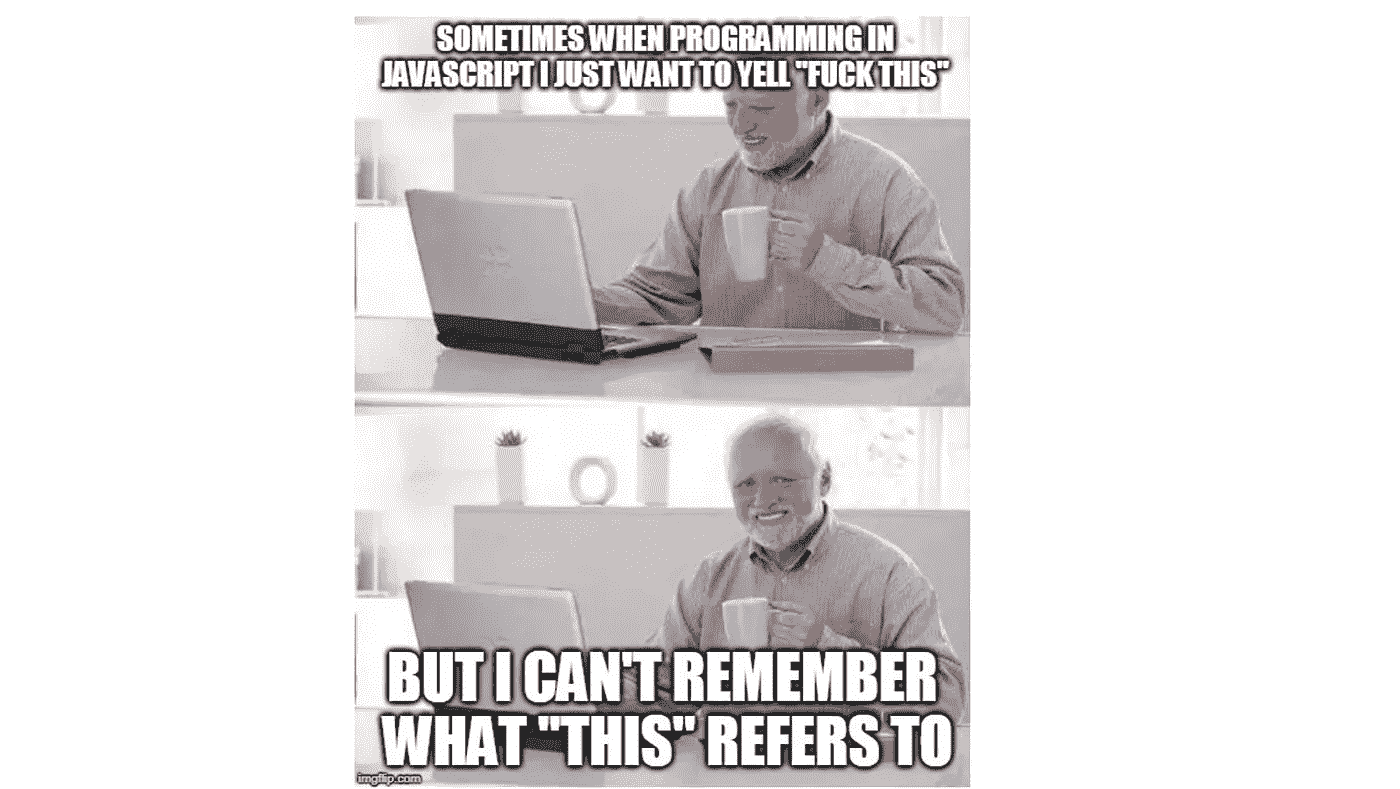 SOMETIMES WHEN PROGRAMMING IN
JAVASCRIPT I JUST WANT TO YELL "FUCK THIS"
BUT I CAN'T REMEMBER
WHAT "THIS" REFERS TO
imgflip.com